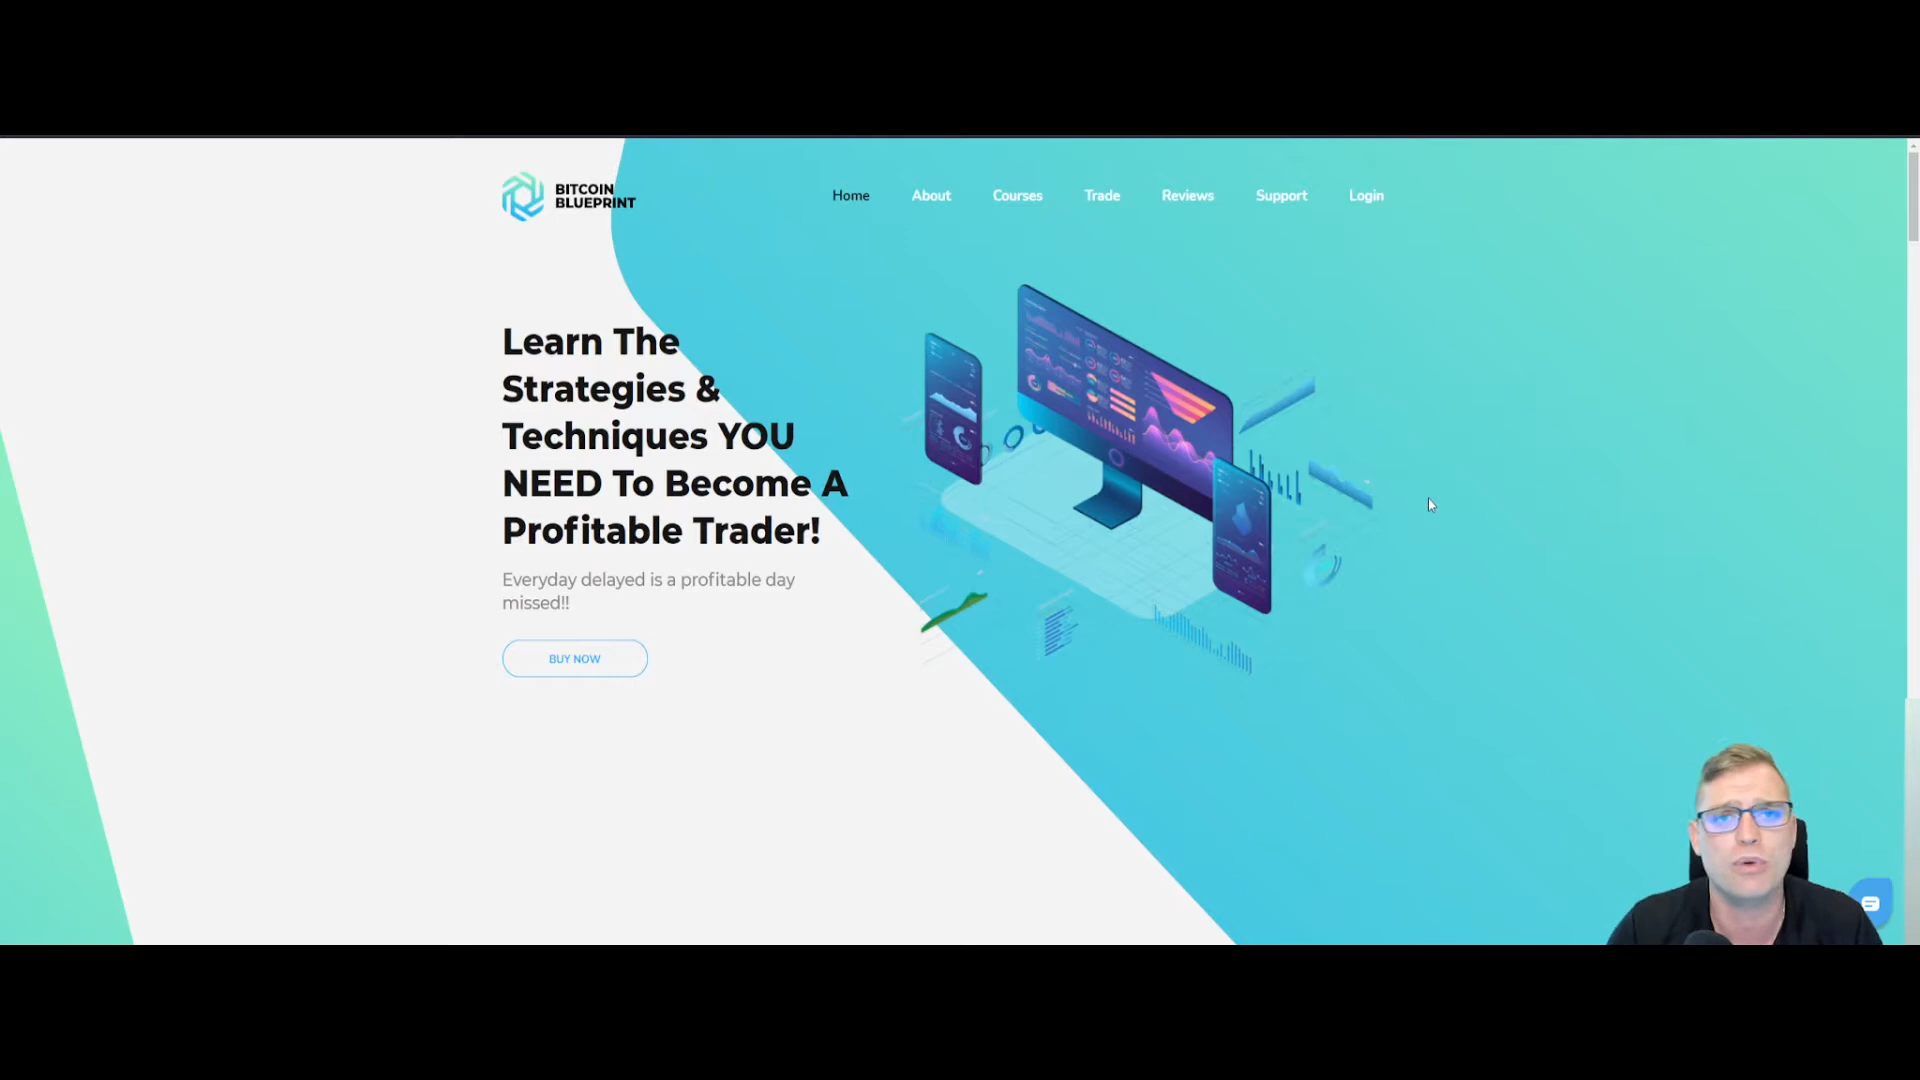 BITCOIN
BLUEPRINT
Home
About
Courses
Trade
Reviews
Support
Login
Learn The
Strategies &
Techniques YOU
NEED To Become A
Profitable Trader!
Everyday delayed is a profitable day
missed!!
BUY NOW